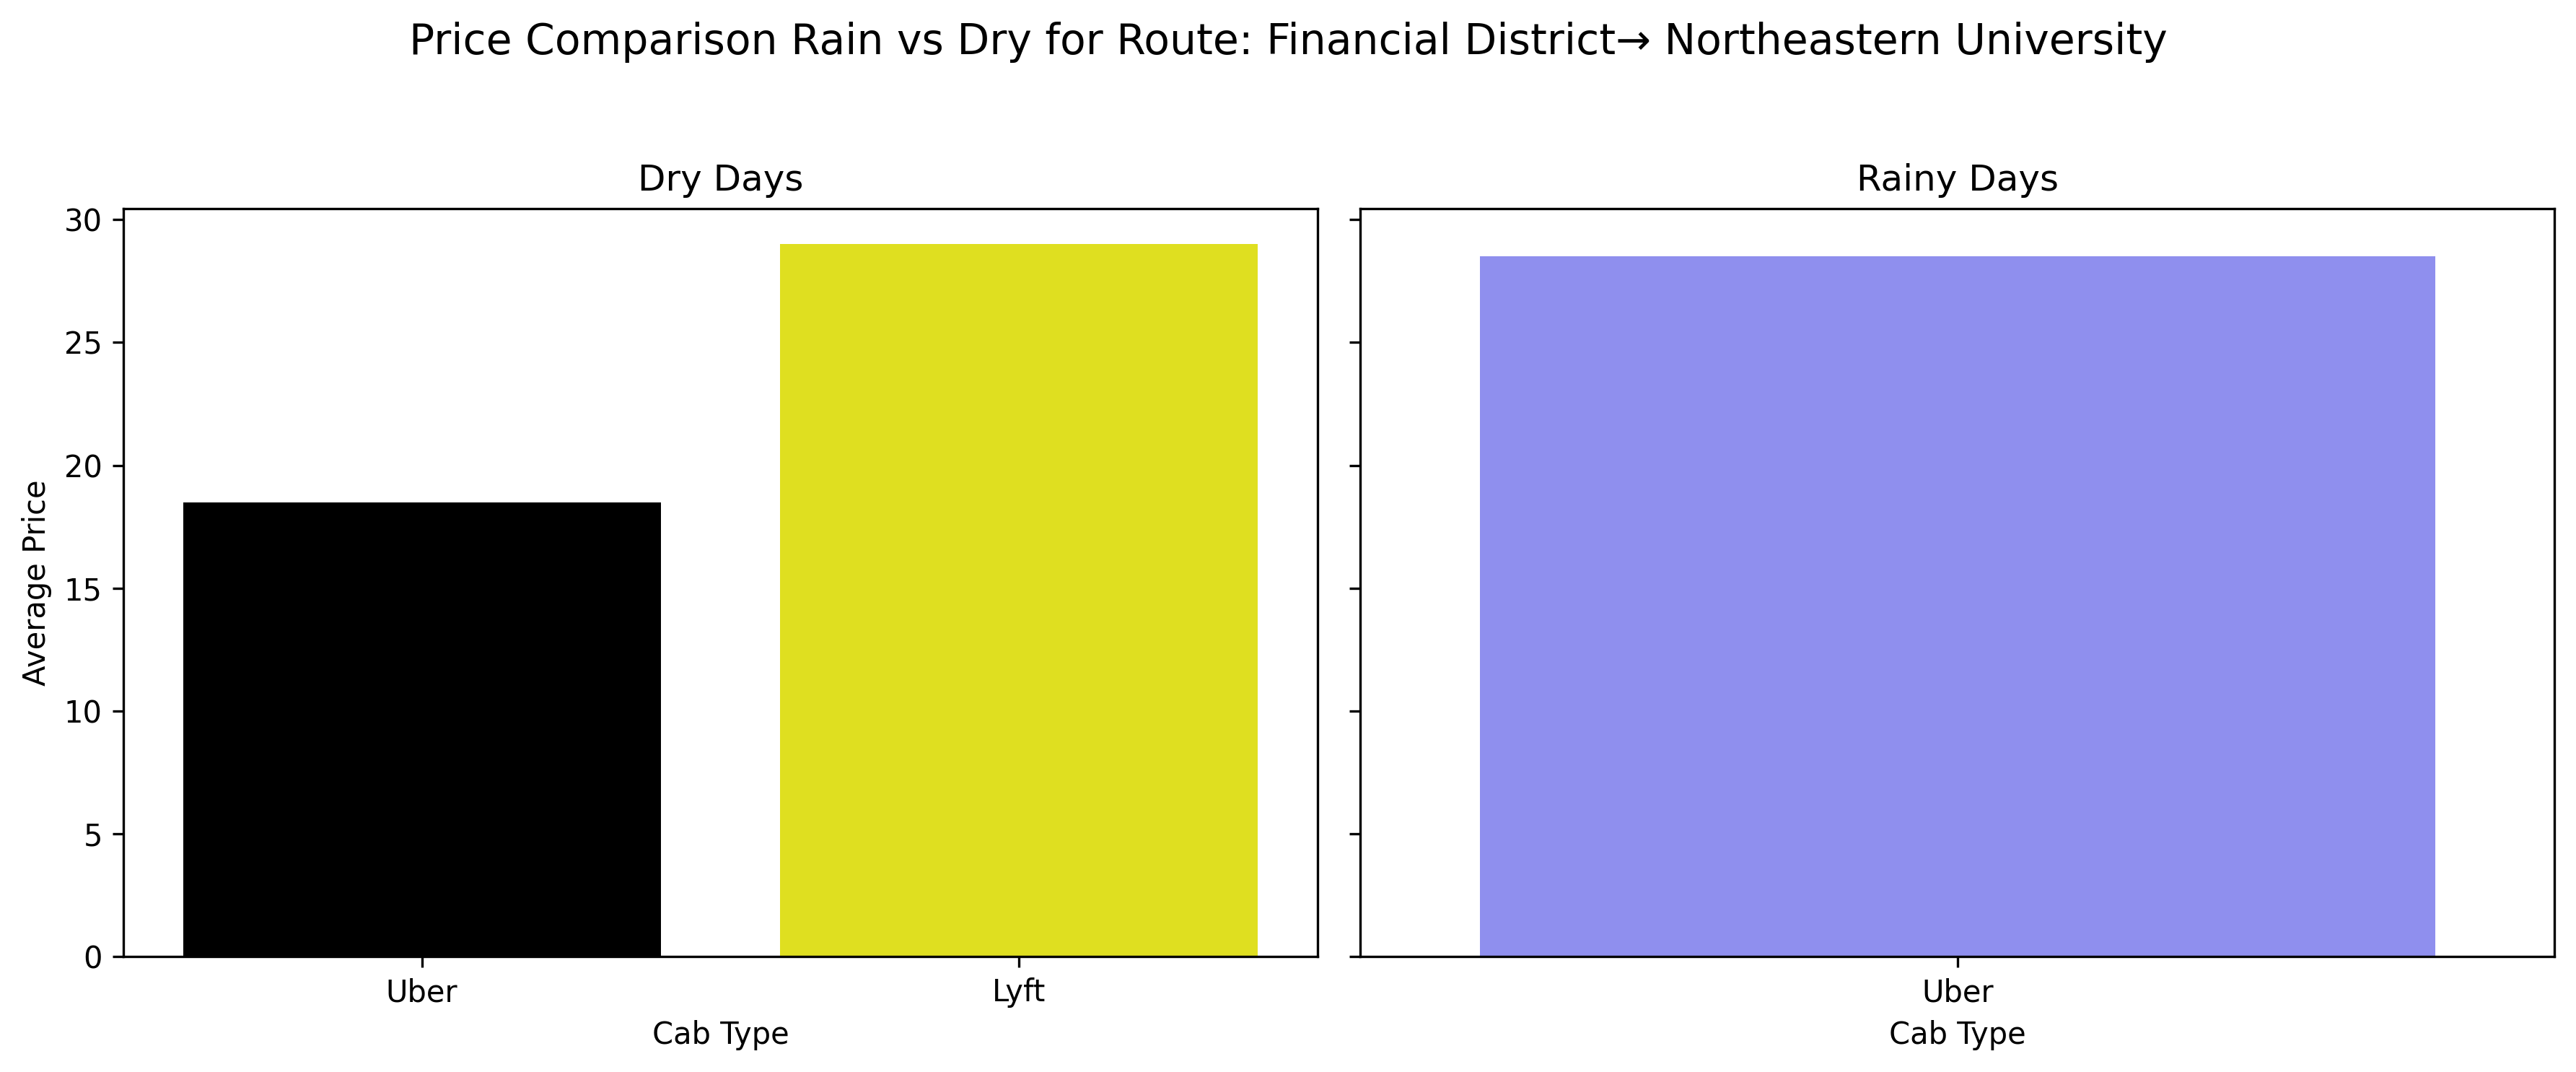 Price Comparison Rain vs Dry for Route: Financial District→ Northeastern University
Dry Days
30
25
20
15
10
5
0
Average Price
Uber
Lyft
Cab Type
Rainy Days
Uber
Cab Type